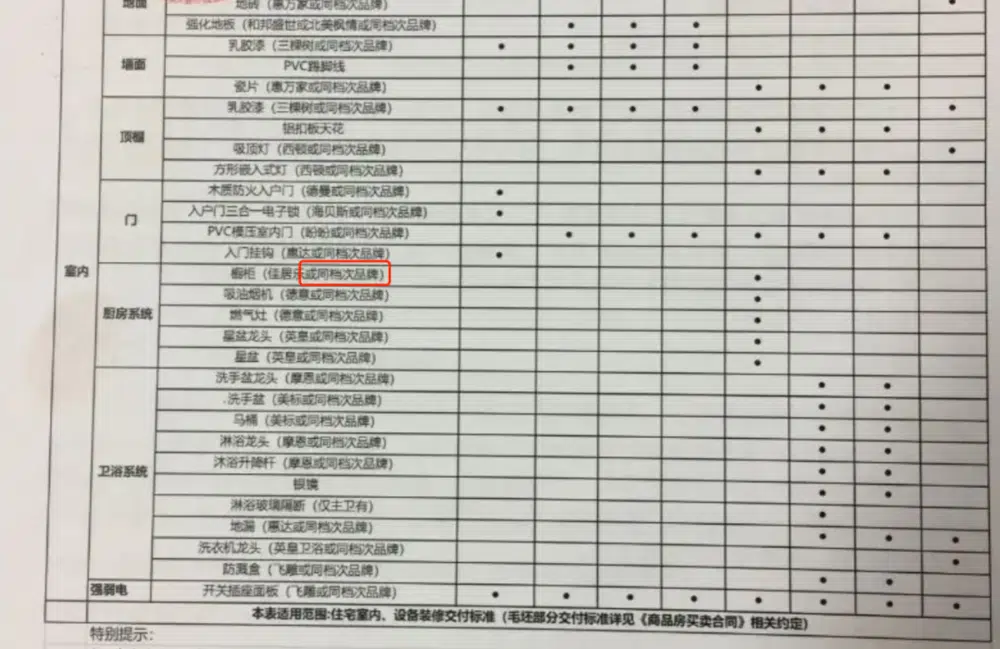 地面
地砖（惠万家或同档次品牌）
强化地板（和邦盛世或北美枫情或同档次品牌）
墙面
乳胶漆（三棵树或同档次品牌）
PVC踢脚线
瓷片（惠万家或同档次品牌）
顶棚
乳胶漆（三棵树或同档次品牌）
铝扣板天花
吸顶灯（西顿或同档次品牌）
方形嵌入式灯（西顿或同档次品牌）
门
木质防火入户门（德曼或同档次品牌）
入户门三合一电子锁（海贝斯或同档次品牌）
PVC模压室内门（盼盼或同档次品牌）
入门挂钩（惠达或同档次品牌）
室内
厨房系统
橱柜（佳居乐或同档次品牌）
吸油烟机（德意或同档次品牌）
燃气灶（德意或同档次品牌）
星盆龙头（英皇或同档次品牌）
星盆（英皇或同档次品牌）
卫浴系统
洗手盆龙头（摩恩或同档次品牌）
洗手盆（美标或同档次品牌）
马桶（美标或同档次品牌）
淋浴龙头（摩恩或同档次品牌）
沐浴升降杆（摩恩或同档次品牌）
银镜
淋浴玻璃隔断（仅主卫有）
地漏（惠达或同档次品牌）
洗衣机龙头（英皇卫浴或同档次品牌）
防溅盒（飞雕或同档次品牌）
强弱电
开关插座面板（飞雕或同档次品牌）
本表适用范围:住宅室内、设备装修交付标准（毛坯部分交付标准详见《商品房买卖合同》相关约定）
特别提示：